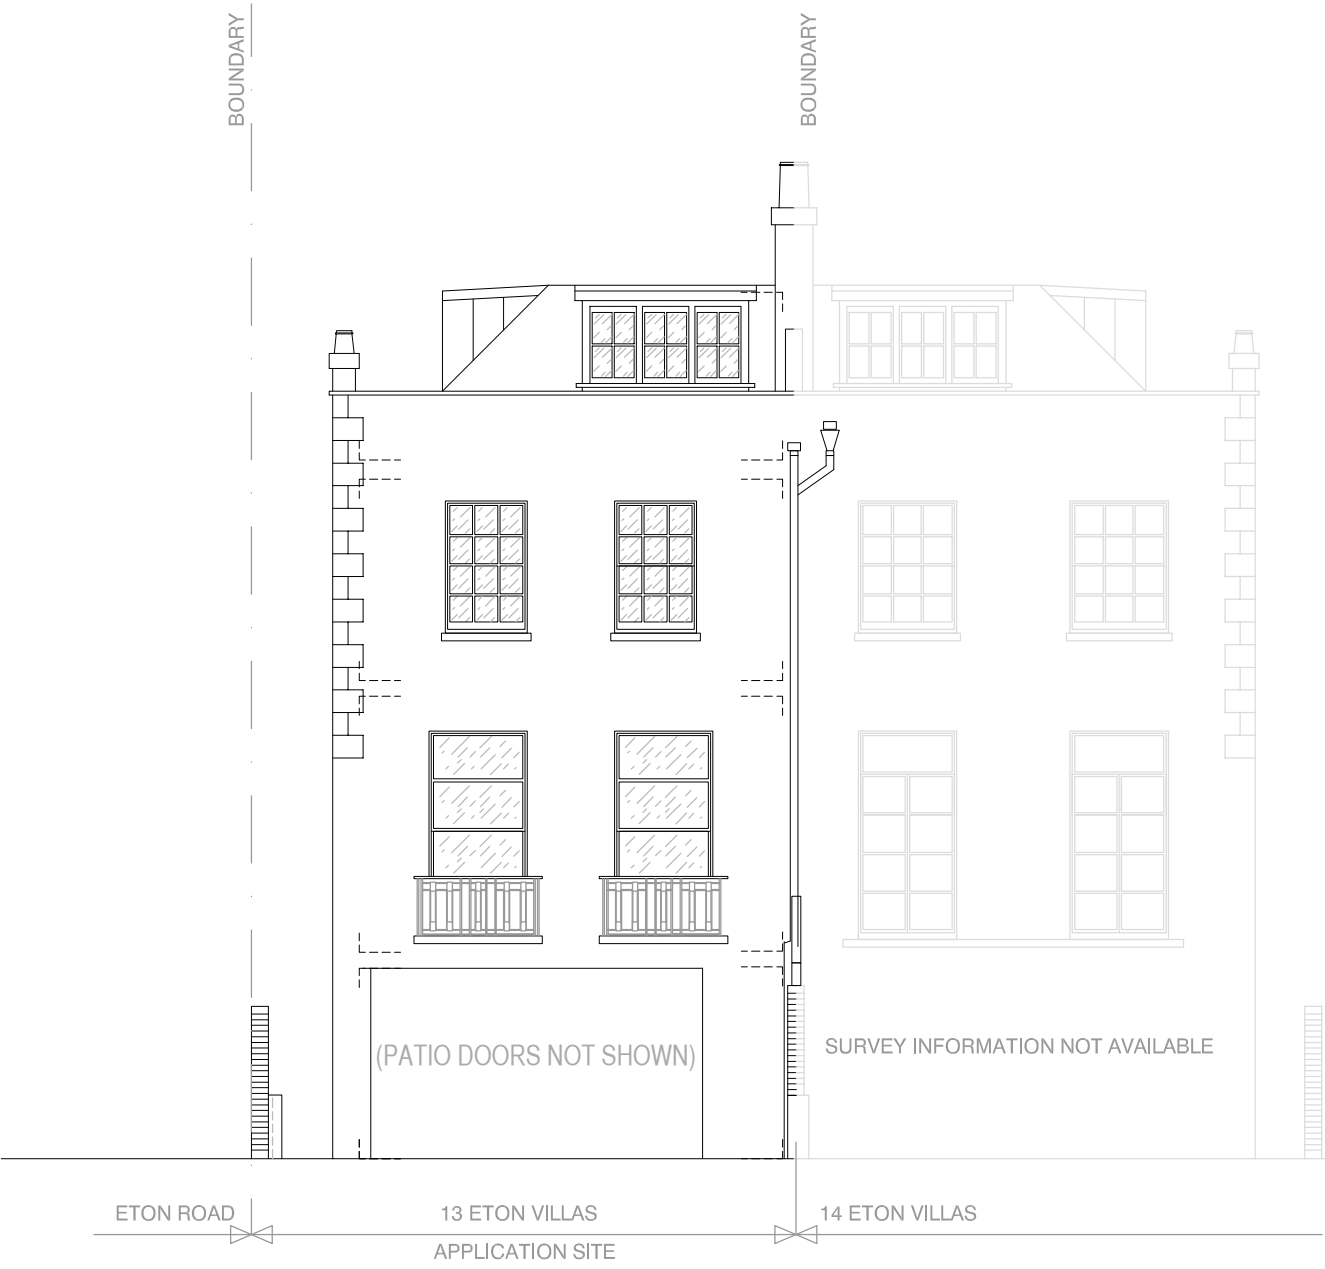 BOUNDARY
BOUNDARY
(PATIO DOORS NOT SHOWN)
SURVEY INFORMATION NOT AVAILABLE
ETON ROAD
13 ETON VILLAS
14 ETON VILLAS
APPLICATION SITE